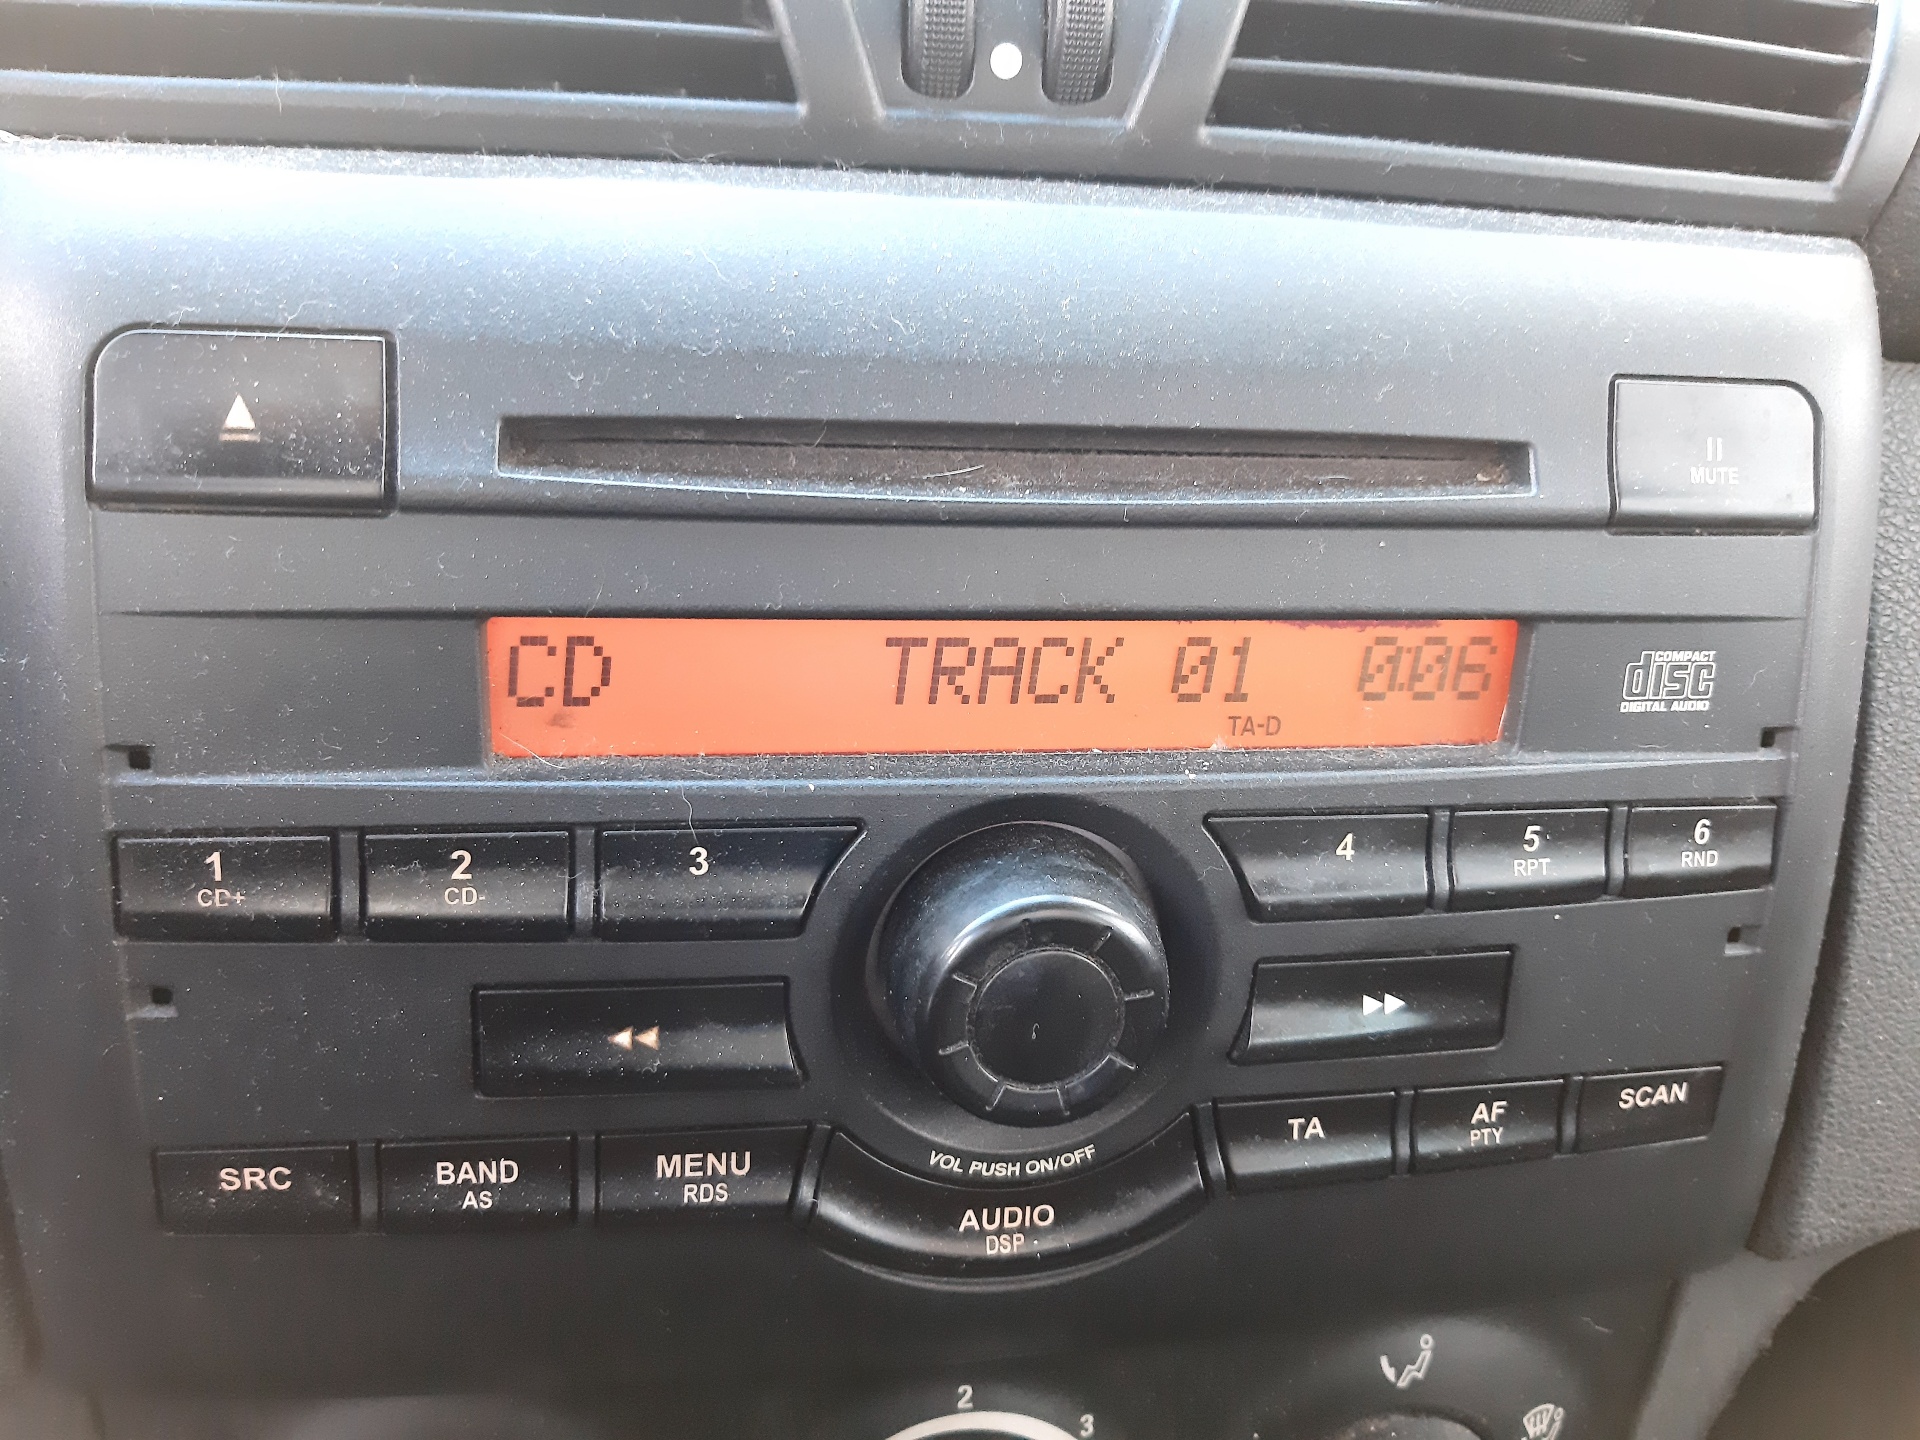 MUTE
CD TRACK 01 0:06
TA-D
COMPACT
disc
DIGITAL AUDIO
1
CD+
2
CD-
3
4
5
RPT
6
RND
SRC
BAND
AS
MENU
RDS
VOL PUSH ON/OFF
AUDIO
DSP
TA
AF
PTY
SCAN
2
3